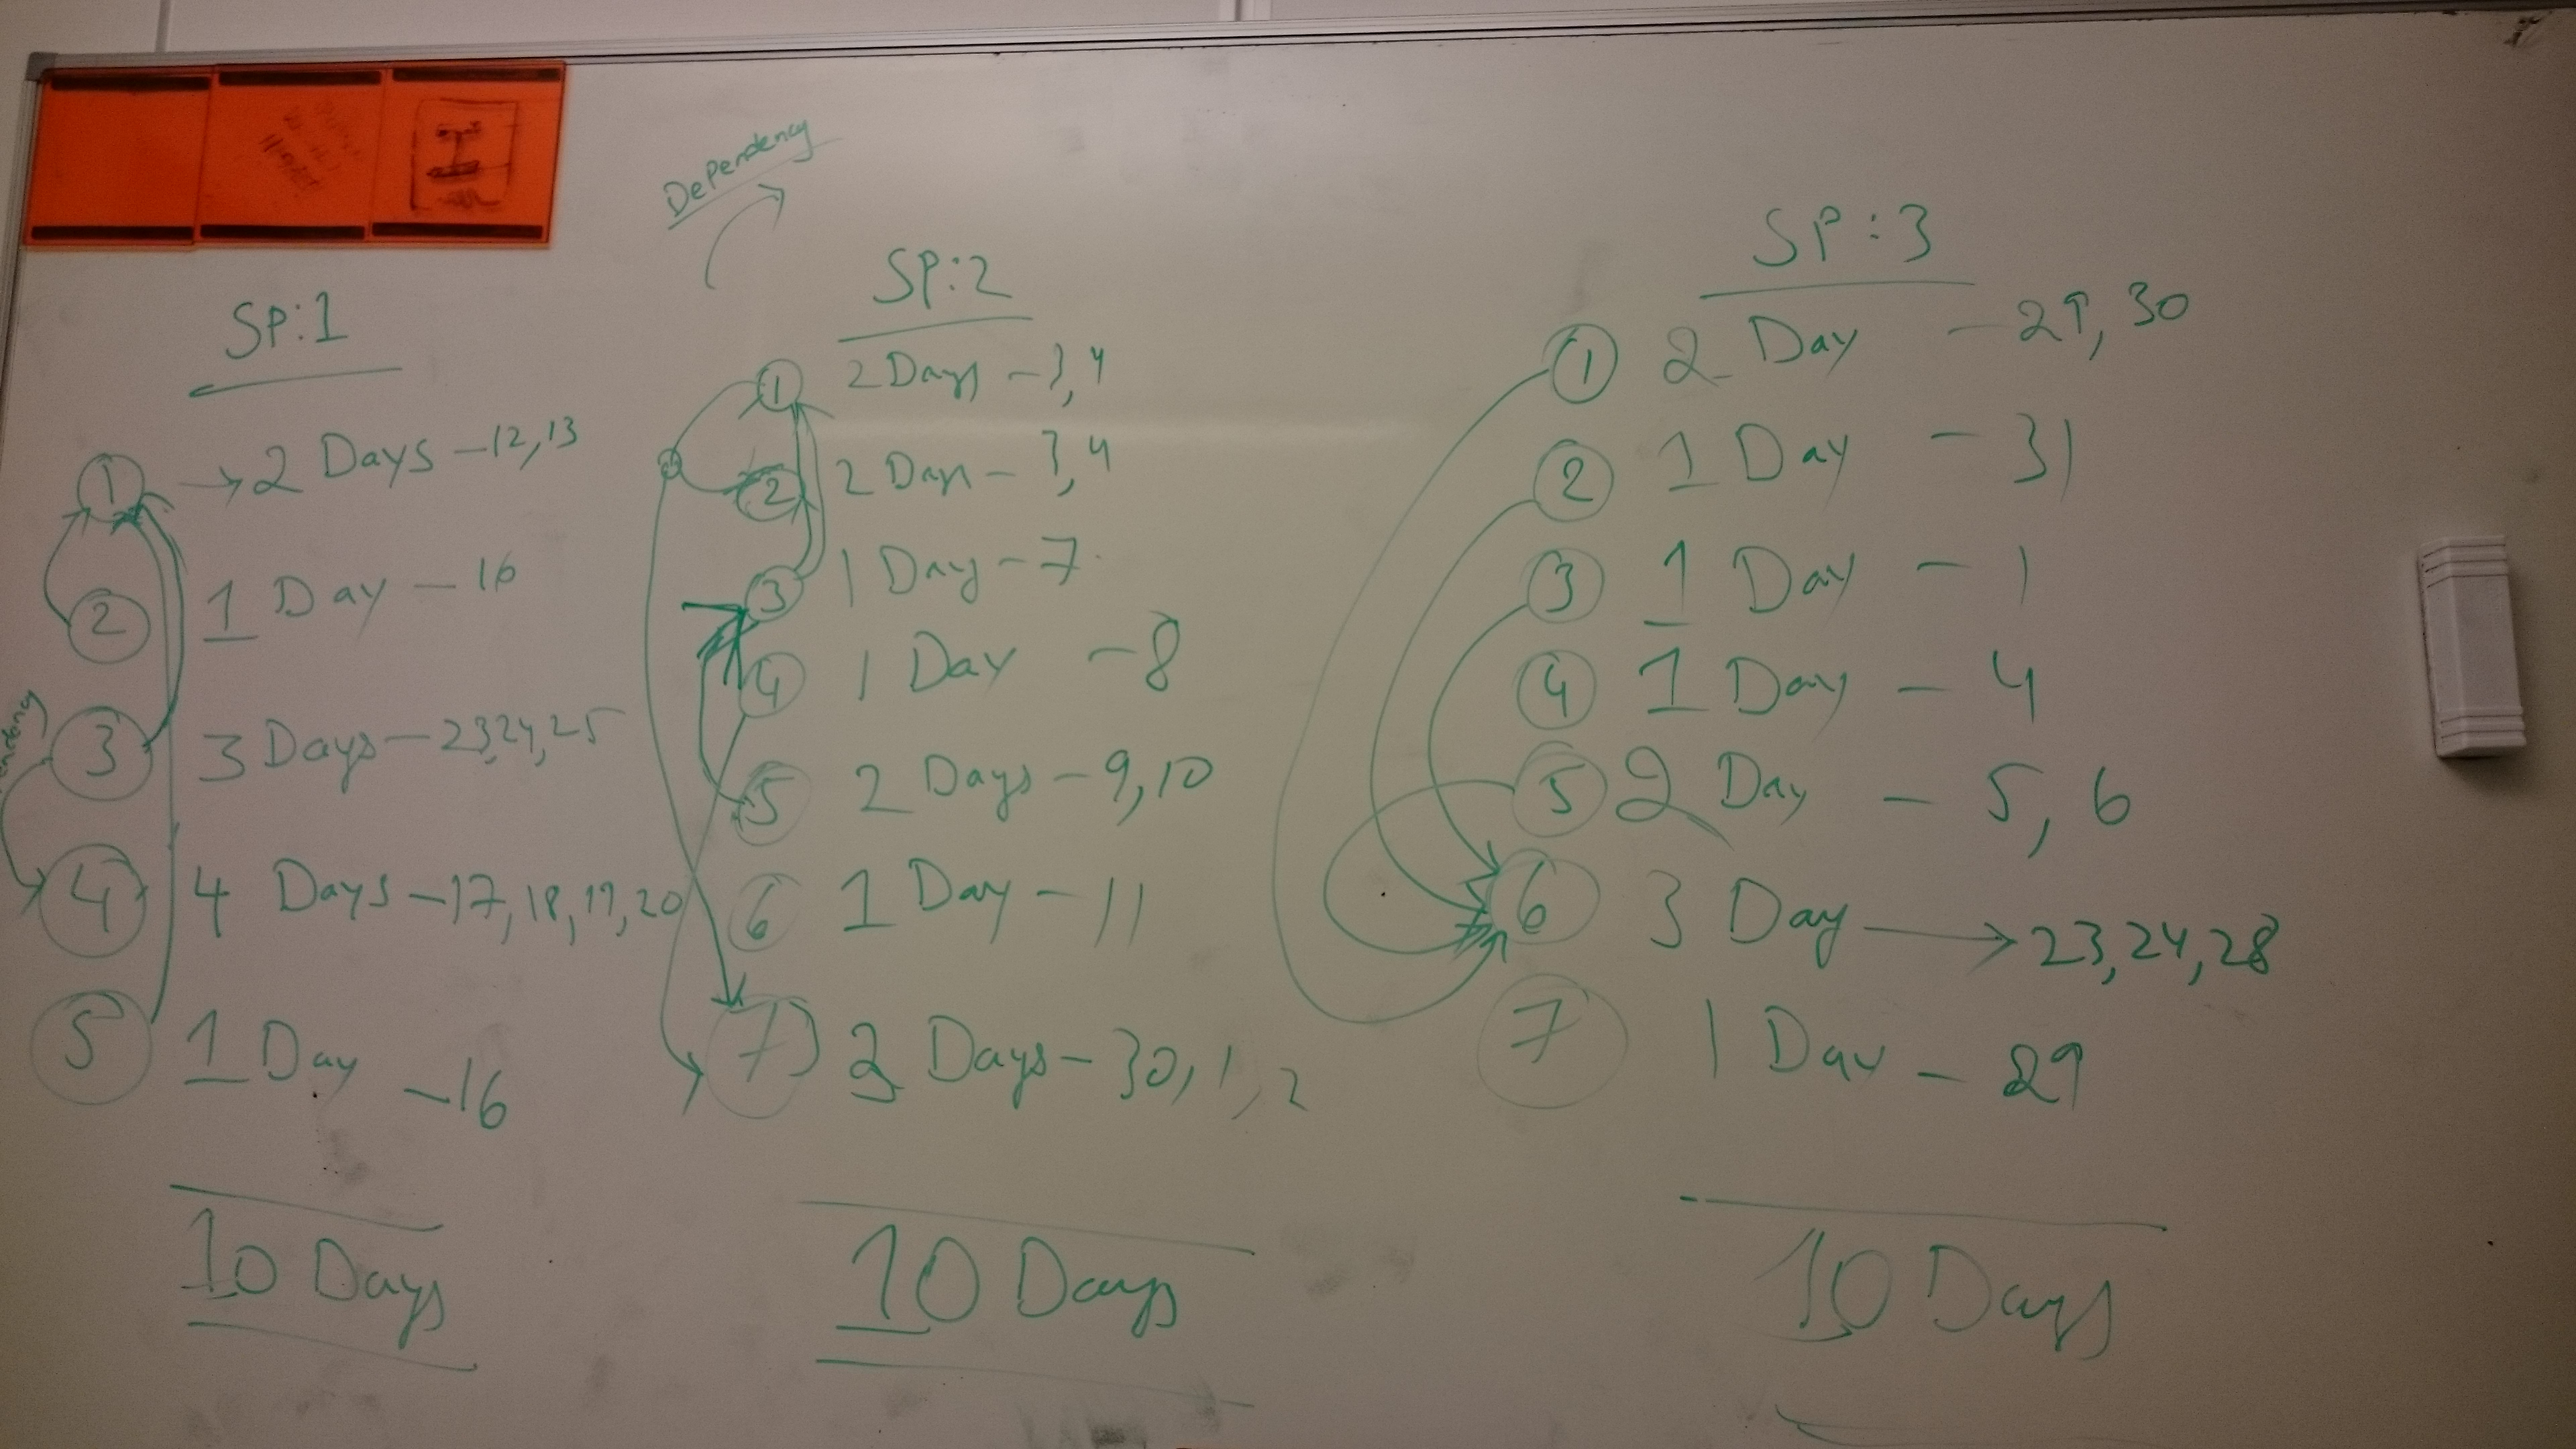 Dependency
SP:1
① → 2 Days - 12,13
② 1 Day - 16
③ 3 Days - 23,24,25
④ 4 Days - 17,18,19,20
⑤ 1 Day - 16
10 Days
SP:2
① 2 Days - 3,4
② 2 Days - 3,4
③ 1 Day - 7
④ 1 Day - 8
⑤ 2 Days - 9,10
⑥ 1 Day - 11
⑦ 3 Days - 30,1,2
10 Days
SP:3
① 2 Day - 29,30
② 1 Day - 31
③ 1 Day - 1
④ 1 Day - 4
⑤ 2 Day - 5,6
⑥ 3 Day → 23,24,28
⑦ 1 Day - 29
10 Days